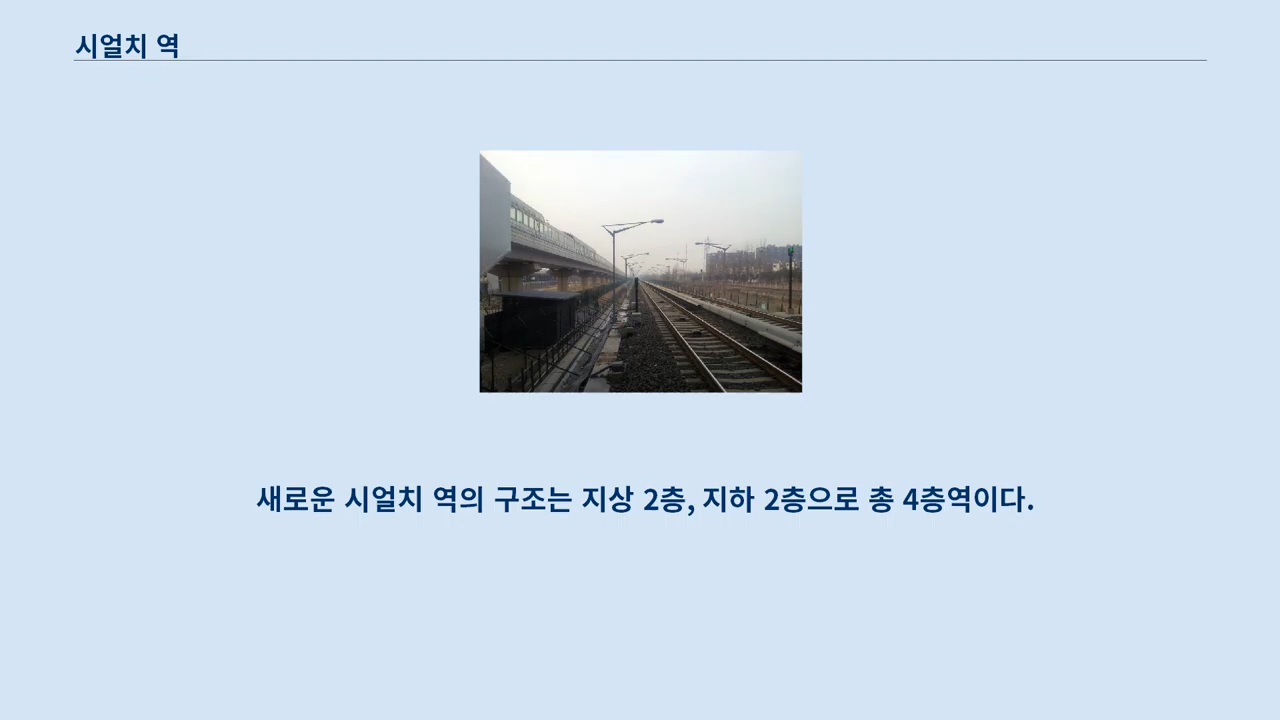 시얼치 역
새로운 시얼치 역의 구조는 지상 2층, 지하 2층으로 총 4층역이다.